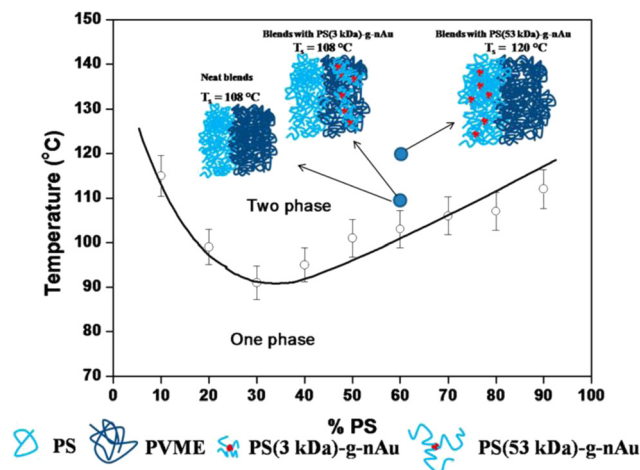 Blends with PS(3 kDa)-g-nAu
Ts = 108 °C
Blends with PS(53 kDa)-g-nAu
Ts = 120 °C
Neat blends
Ts = 108 °C
Temperature (°C)
140
130
120
110
100
90
80
70
Two phase
One phase
0 10 20 30 40 50 60 70 80 90 100
% PS
PS PVME PS(3 kDa)-g-nAu PS(53 kDa)-g-nAu